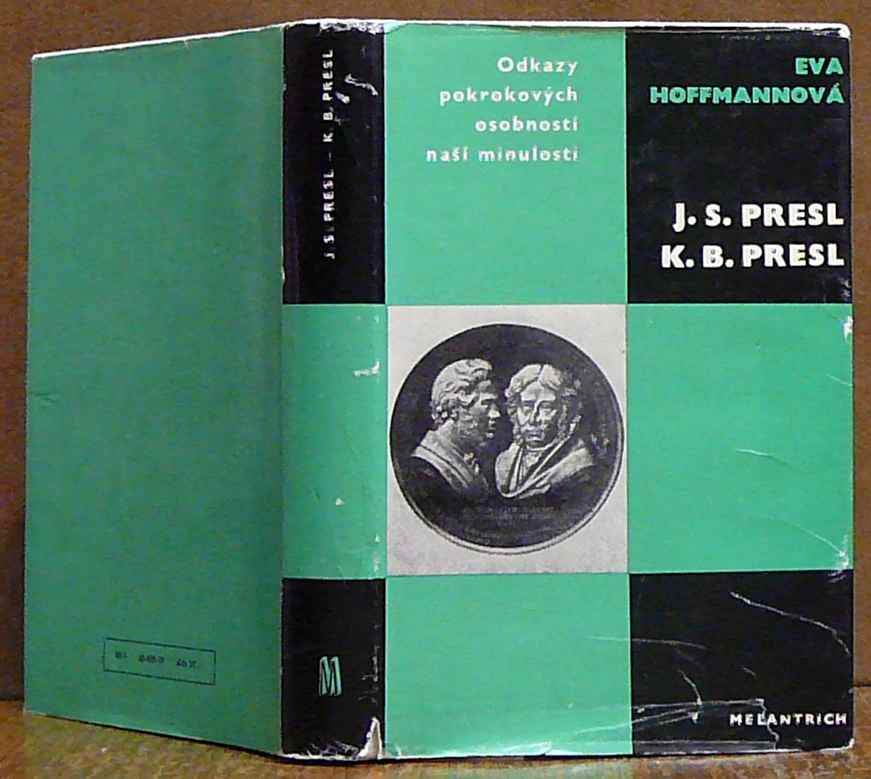 J. S. PRESL – K. B. PRESL
M
Odkazy
pokrokových
osobností
naší minulosti
EVA
HOFFMANNOVÁ
J. S. PRESL
K. B. PRESL
MELANTRICH